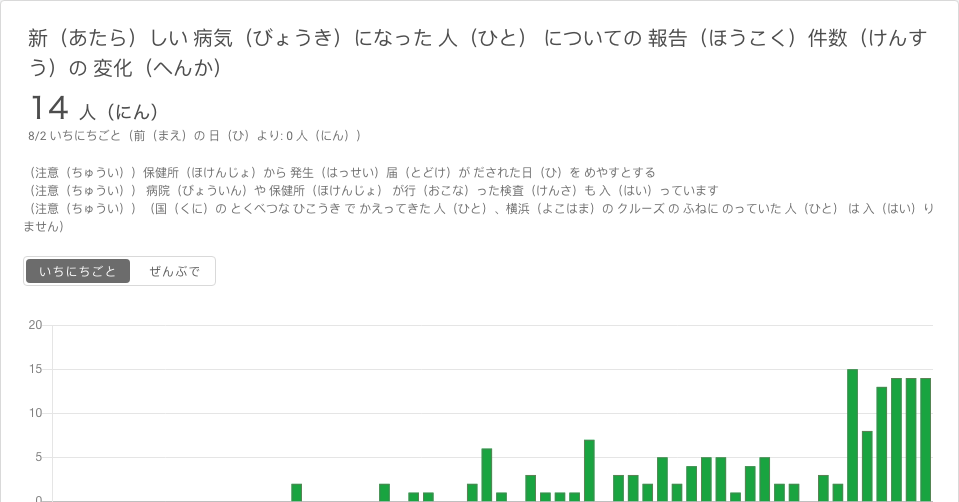 新（あたら）しい 病気（びょうき）になった 人（ひと） についての 報告（ほうこく）件数（けんす
う）の 変化（へんか）
14 人（にん）
8/2 いちにちごと（前（まえ）の 日（ひ）より: 0 人（にん））
（注意（ちゅうい））保健所（ほけんじょ）から 発生（はっせい）届（とどけ）が だされた日（ひ）を めやすとする
（注意（ちゅうい）） 病院（びょういん）や 保健所（ほけんじょ） が行（おこな）った検査（けんさ）も 入（はい）っています
（注意（ちゅうい））（国（くに）の とくべつな ひこうき で かえってきた 人（ひと）、横浜（よこはま）の クルーズ の ふねに のっていた 人（ひと） は 入（はい）り
ません）
いちにちごと ぜんぶで
20
15
10
5
0